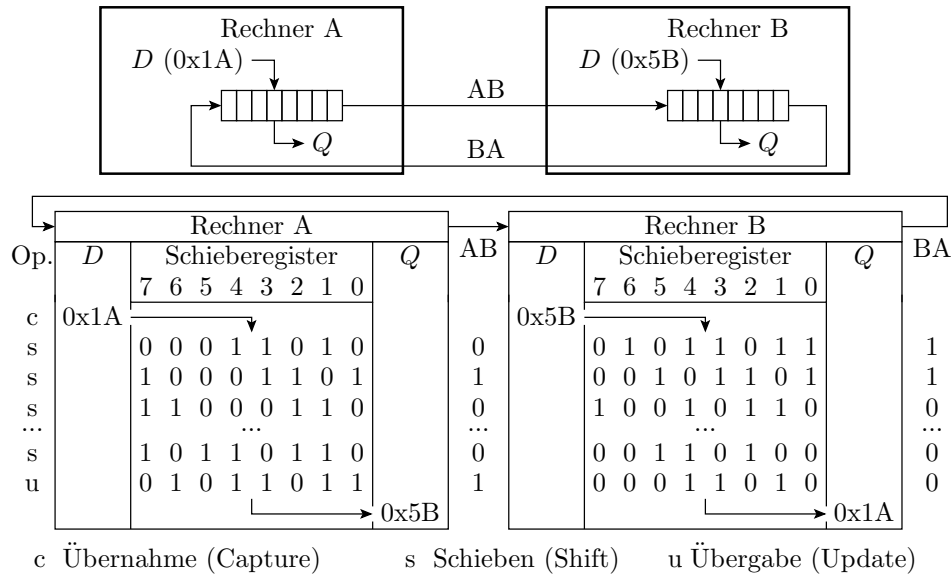 Rechner A Rechner B
D (0x1A) D (0x5B)
AB
Q Q
BA
Rechner A Rechner B
Op. D Schieberegister Q AB D Schieberegister Q BA
7 6 5 4 3 2 1 0 7 6 5 4 3 2 1 0
c 0x1A 0x5B
s 0 0 0 1 1 0 1 0 0 0 1 0 1 1 0 1 1 1
s 1 0 0 0 1 1 0 1 1 0 0 1 0 1 1 0 1 1
s 1 1 0 0 0 1 1 0 0 1 0 0 1 0 1 1 0 0
... ... ... ... ...
s 1 0 1 1 0 1 1 0 0 0 0 1 1 0 1 0 0 0
u 0 1 0 1 1 0 1 1 1 0 0 0 1 1 0 1 0 0
0x5B 0x1A
c Übernahme (Capture) s Schieben (Shift) u Übergabe (Update)